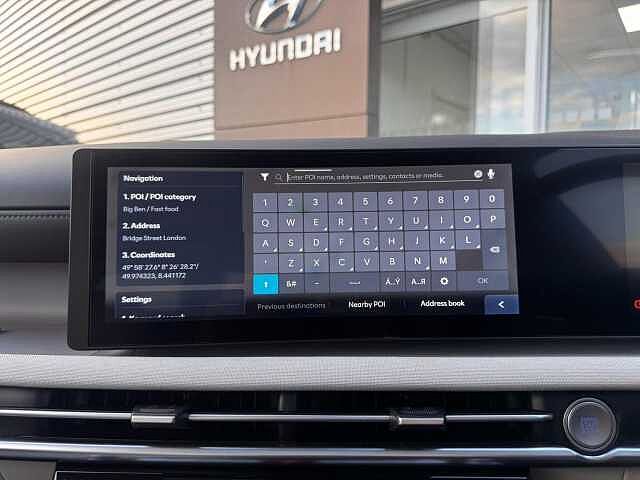 HYUNDAI
Navigation
1. POI / POI category
Big Ben / Fast food
2. Address
Bridge Street London
3. Coordinates
49° 58' 27.6" 8° 26' 28.2"/
49.974323, 8.441172
Settings
Enter POI name, address, settings, contacts or media.
1 2 3 4 5 6 7 8 9 0
Q W E R T Y U I O P
A S D F G H J K L
' Z X C V B N M
&# - Á..Ý А..Я OK
Previous destinations Nearby POI Address book